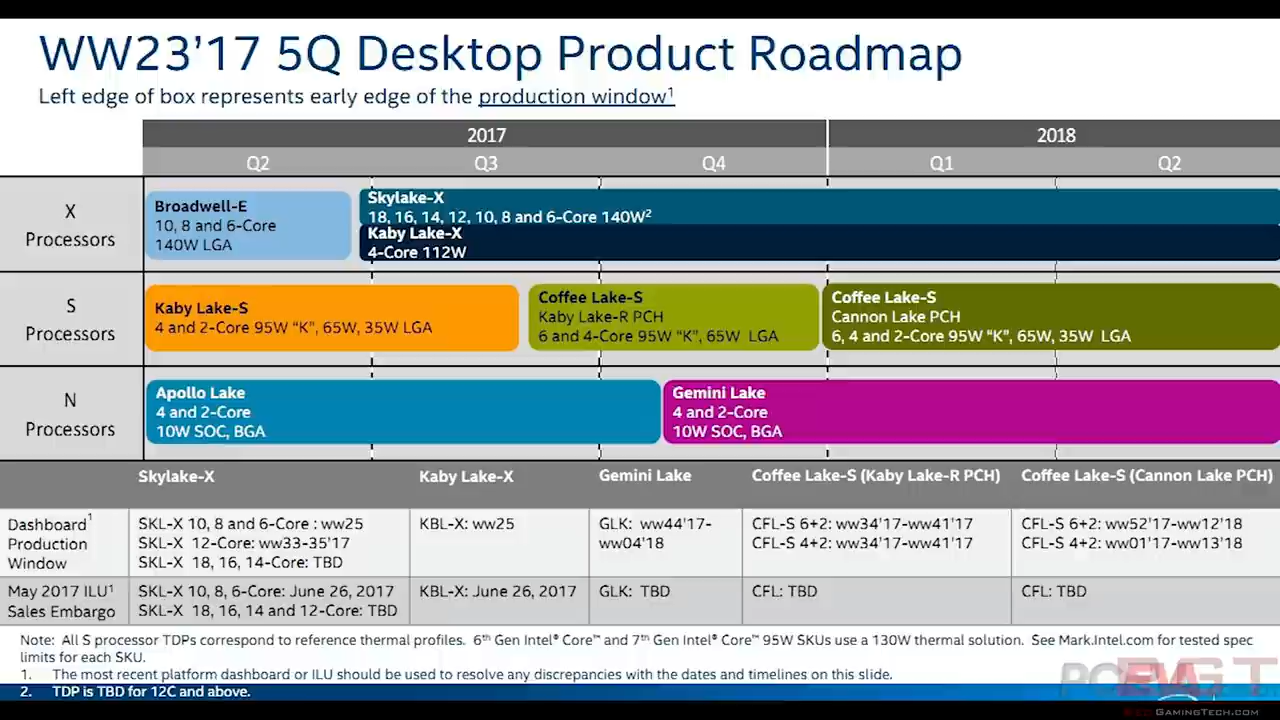 WW23’17 5Q Desktop Product Roadmap
Left edge of box represents early edge of the production window¹
2017
2018
Q2
Q3
Q4
Q1
Q2
X
Processors
Broadwell-E
10, 8 and 6-Core
140W LGA
Skylake-X
18, 16, 14, 12, 10, 8 and 6-Core 140W²
Kaby Lake-X
4-Core 112W
S
Processors
Kaby Lake-S
4 and 2-Core 95W “K”, 65W, 35W LGA
Coffee Lake-S
Kaby Lake-R PCH
6 and 4-Core 95W “K”, 65W LGA
Coffee Lake-S
Cannon Lake PCH
6, 4 and 2-Core 95W “K”, 65W, 35W LGA
N
Processors
Apollo Lake
4 and 2-Core
10W SOC, BGA
Gemini Lake
4 and 2-Core
10W SOC, BGA
Skylake-X
Kaby Lake-X
Gemini Lake
Coffee Lake-S (Kaby Lake-R PCH)
Coffee Lake-S (Cannon Lake PCH)
Dashboard¹
Production
Window
SKL-X 10, 8 and 6-Core : ww25
SKL-X 12-Core: ww33-35’17
SKL-X 18, 16, 14-Core: TBD
KBL-X: ww25
GLK: ww44’17-
ww04’18
CFL-S 6+2: ww34’17-ww41’17
CFL-S 4+2: ww34’17-ww41’17
CFL-S 6+2: ww52’17-ww12’18
CFL-S 4+2: ww01’17-ww13’18
May 2017 ILU¹
Sales Embargo
SKL-X 10, 8, 6-Core: June 26, 2017
SKL-X 18, 16, 14 and 12-Core: TBD
KBL-X: June 26, 2017
GLK: TBD
CFL: TBD
CFL: TBD
Note: All S processor TDPs correspond to reference thermal profiles. 6th Gen Intel® Core™ and 7th Gen Intel® Core™ 95W SKUs use a 130W thermal solution. See Mark.Intel.com for tested spec
limits for each SKU.
1. The most recent platform dashboard or ILU should be used to resolve any discrepancies with the dates and timelines on this slide.
2. TDP is TBD for 12C and above.
GamingTech.com